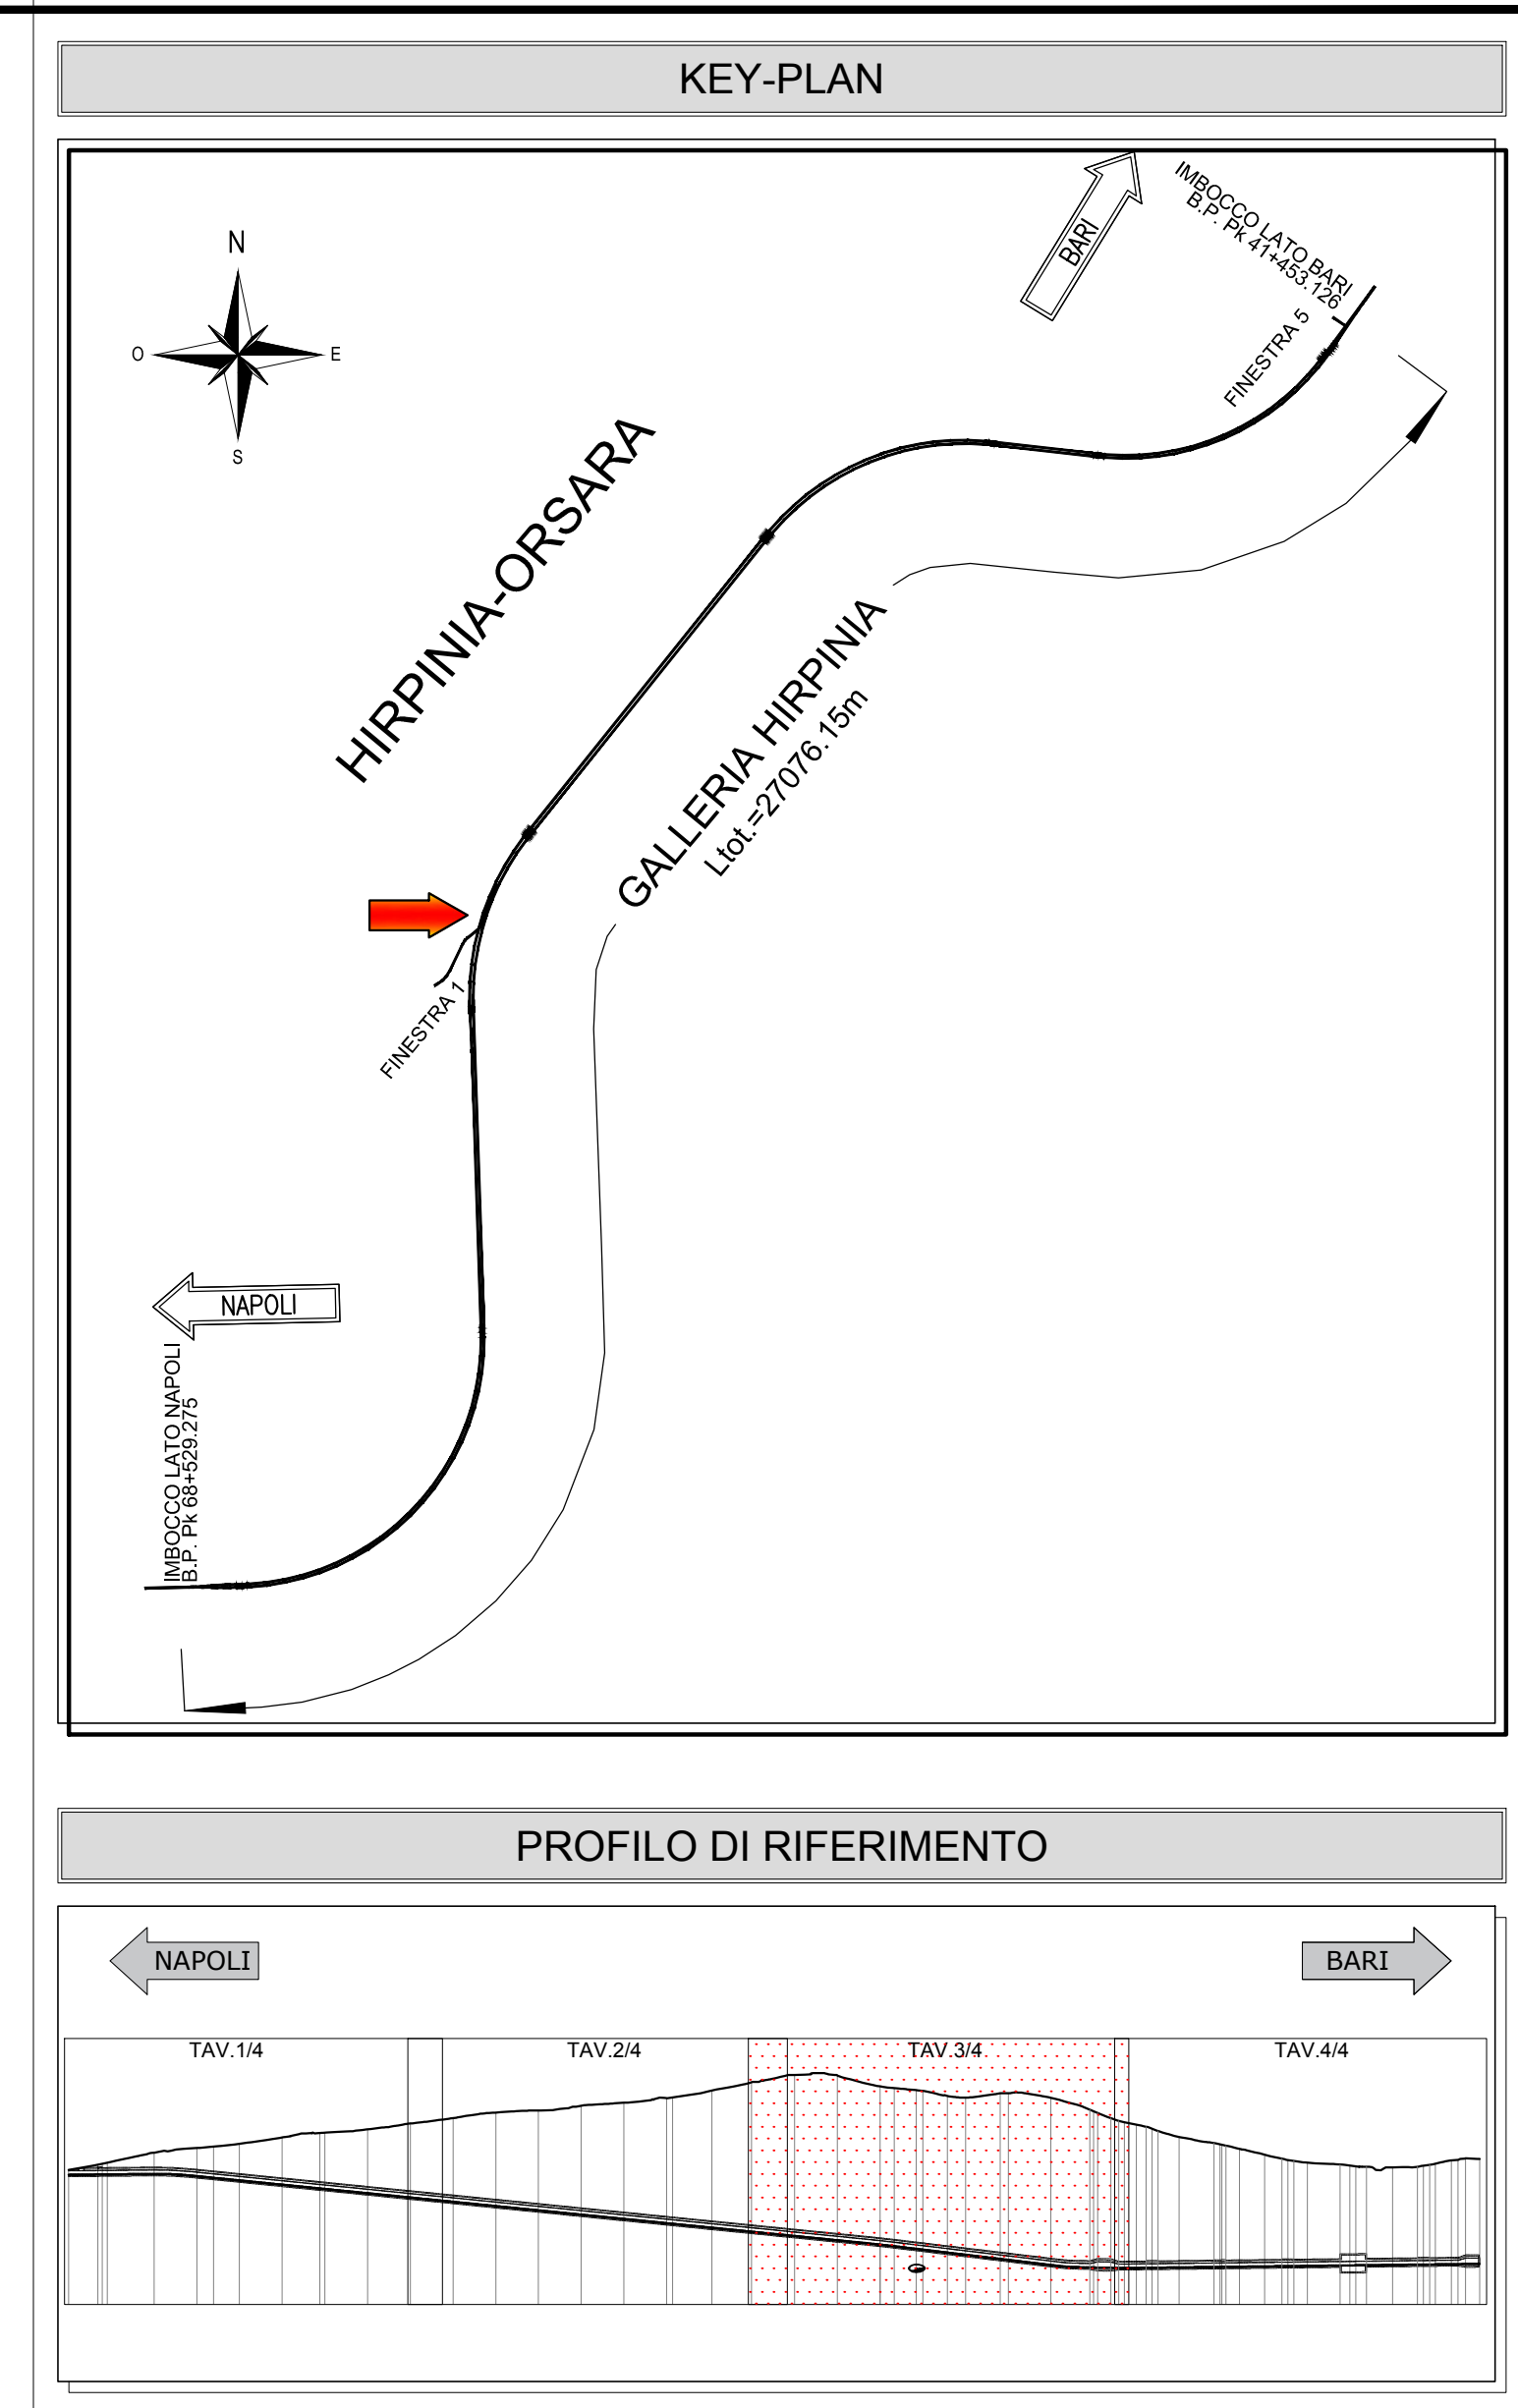 KEY-PLAN
BARI
IMBOCCO LATO BARI
B.P. Pk 41+453.126
N
O
E
S
FINESTRA 5
HIRPINIA-ORSARA
GALLERIA HIRPINIA
Ltot.=27076.15m
FINESTRA 1
NAPOLI
IMBOCCO LATO NAPOLI
B.P. Pk 68+529.275
PROFILO DI RIFERIMENTO
NAPOLI
BARI
TAV.1/4
TAV.2/4
TAV.3/4
TAV.4/4